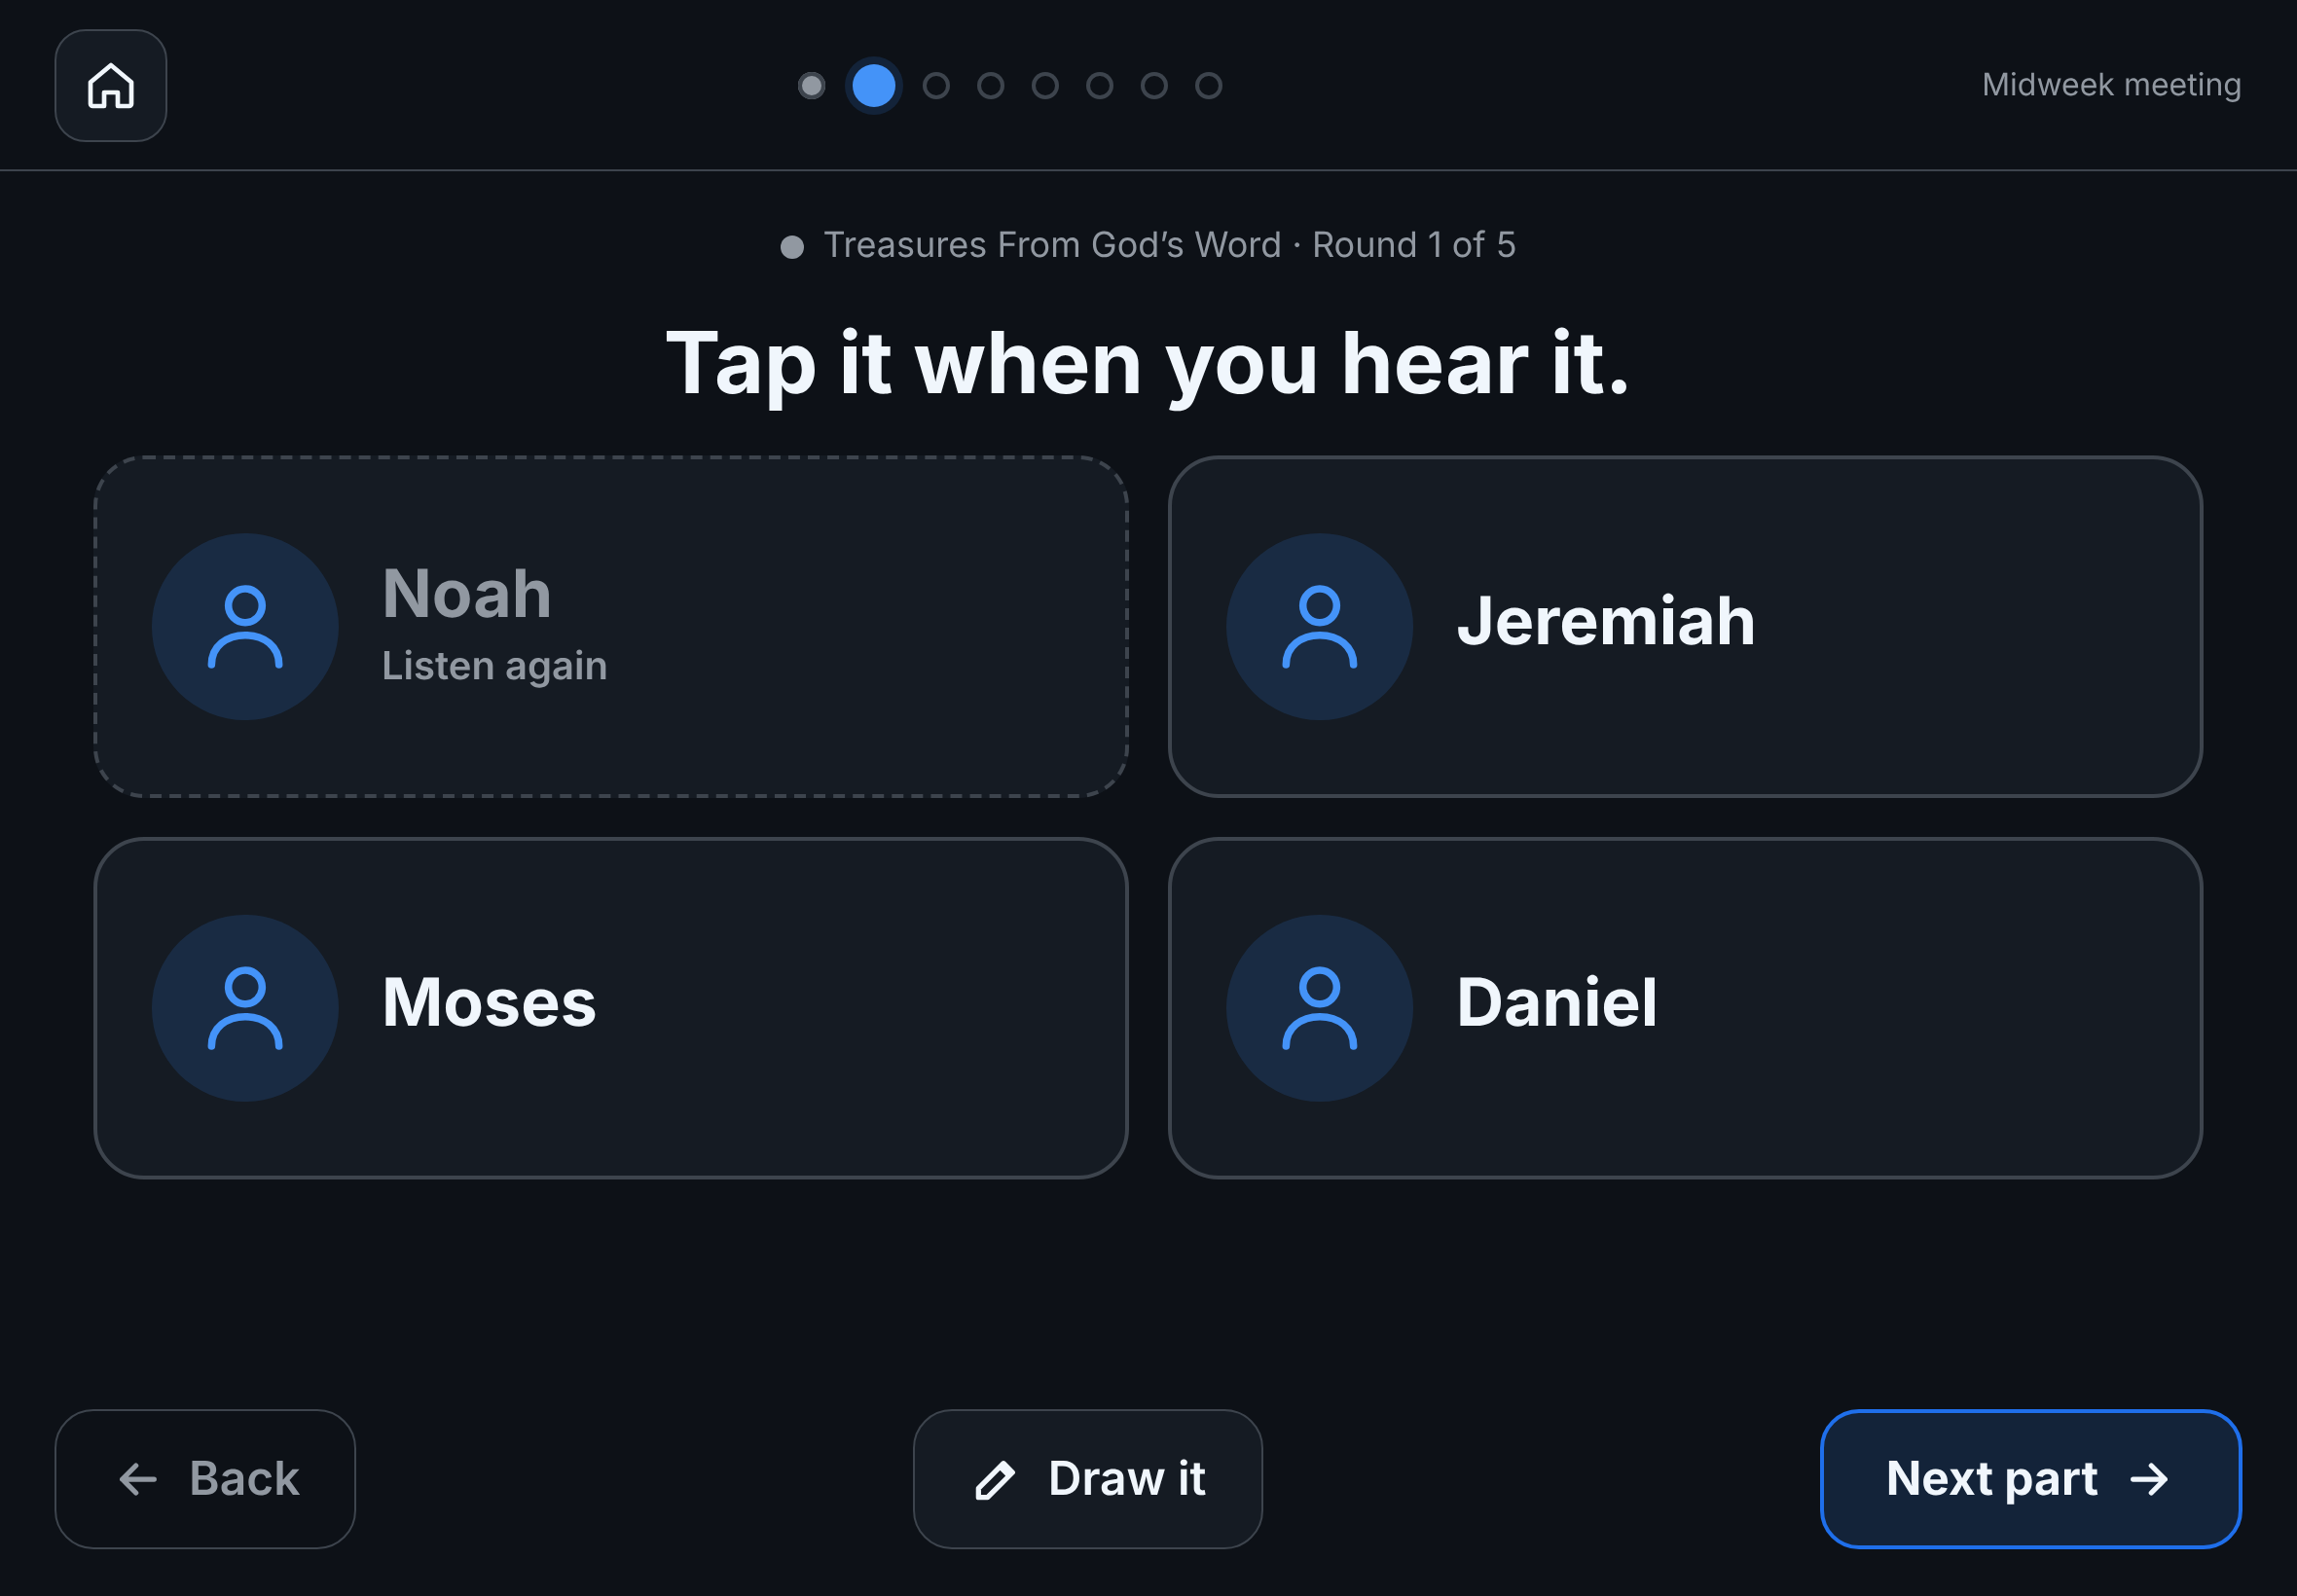 Midweek meeting
Treasures From God’s Word · Round 1 of 5
Tap it when you hear it.
Noah
Listen again
Jeremiah
Moses
Daniel
Back
Draw it
Next part